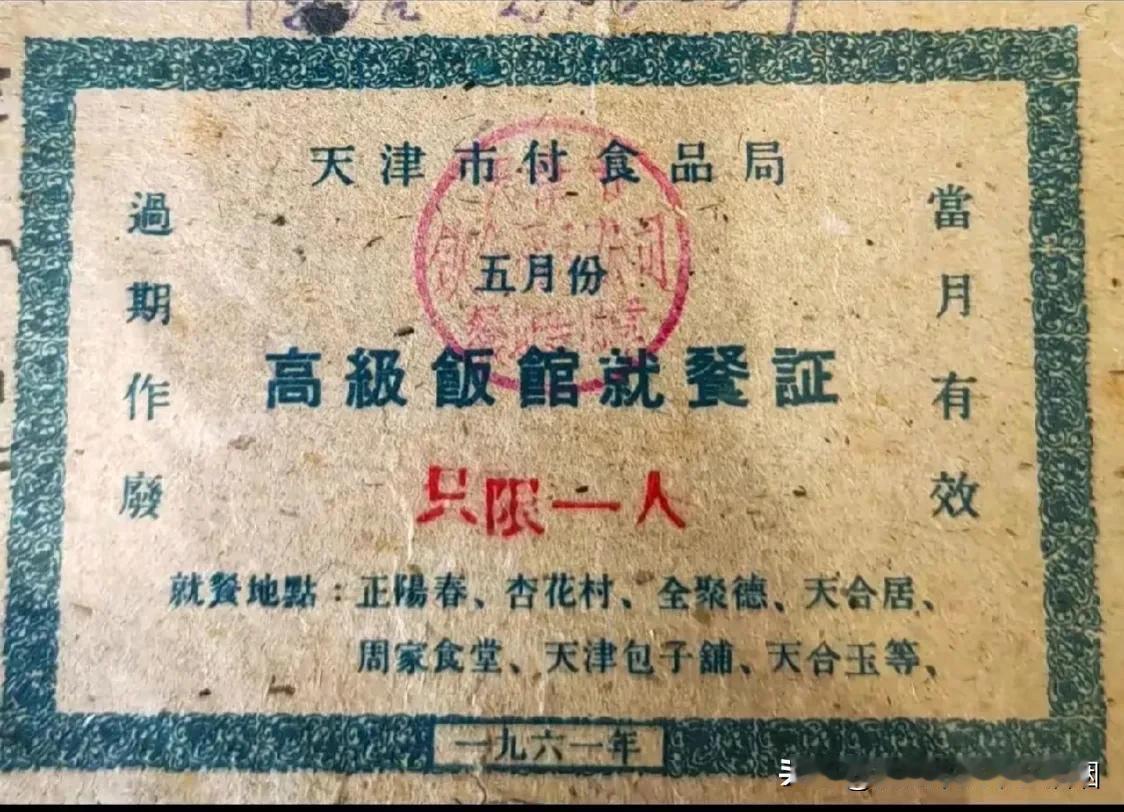 天津市付食品局
五月份
高級飯館就餐証
只限一人
當月有效
過期作廢
就餐地點：正陽春、杏花村、全聚德、天合居、
周家食堂、天津包子舖、天合玉等、
一九六一年